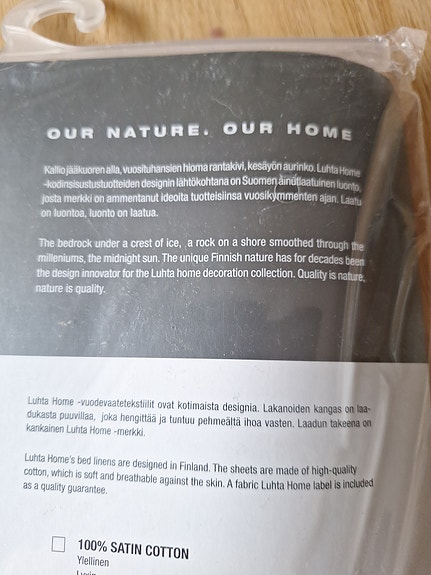 OUR NATURE. OUR HOME
Kallio jääkuoren alla, vuosituhansien hioma rantakivi, kesäyön aurinko. Luhta Home
-kodinsisustustuotteiden designin lähtökohtana on Suomen ainutlaatuinen luonto,
josta merkki on ammentanut ideoita tuotteisiinsa vuosikymmenten ajan. Laatu
on luontoa, luonto on laatua.
The bedrock under a crest of ice, a rock on a shore smoothed through the
milleniums, the midnight sun. The unique Finnish nature has for decades been
the design innovator for the Luhta home decoration collection. Quality is nature,
nature is quality.
Luhta Home -vuodevaatetekstiilit ovat kotimaista designia. Lakanoiden kangas on laa-
dukasta puuvillaa, joka hengittää ja tuntuu pehmeältä ihoa vasten. Laadun takeena on
kankainen Luhta Home -merkki.
Luhta Home's bed linens are designed in Finland. The sheets are made of high-quality
cotton, which is soft and breathable against the skin. A fabric Luhta Home label is included
as a quality guarantee.
100% SATIN COTTON
Ylellinen